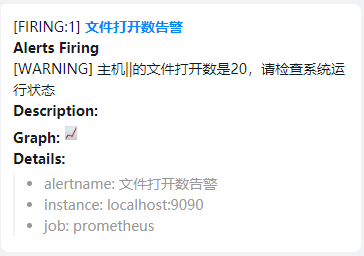 [FIRING:1] 文件打开数告警
Alerts Firing
[WARNING] 主机||的文件打开数是20，请检查系统运
行状态
Description:
Graph:
Details:
alertname: 文件打开数告警
instance: localhost:9090
job: prometheus